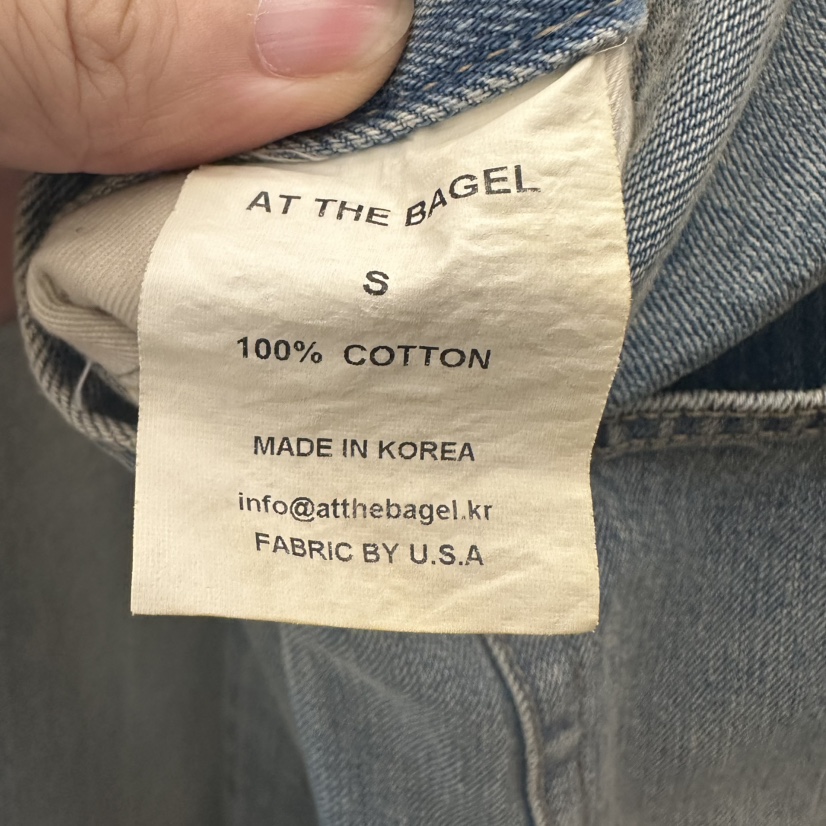 AT THE BAGEL
S
100% COTTON
MADE IN KOREA
info@atthebagel.kr
FABRIC BY U.S.A